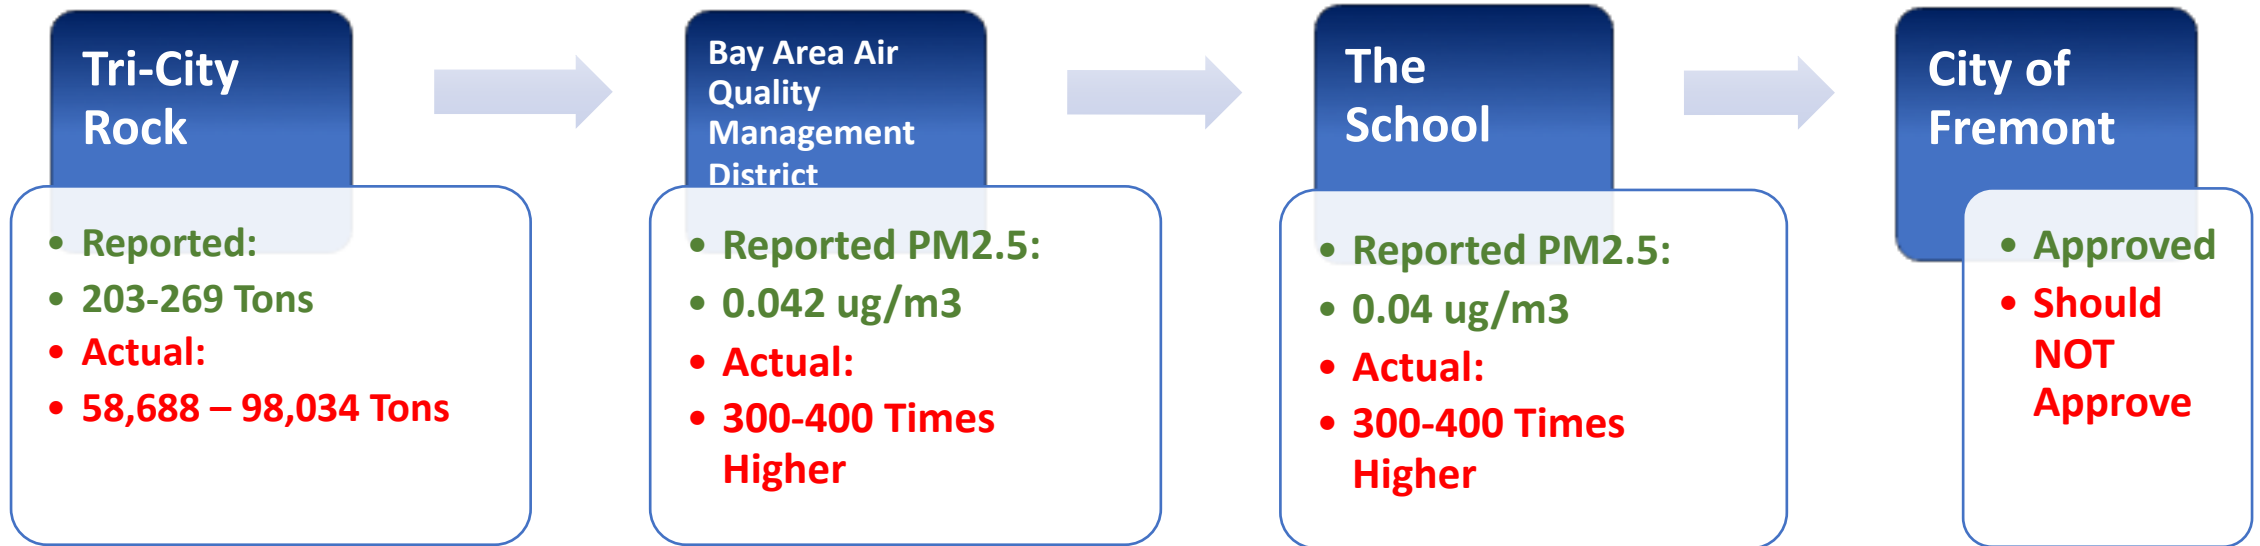 Tri-City
Rock
• Reported:
• 203-269 Tons
• Actual:
• 58,688 – 98,034 Tons
Bay Area Air
Quality
Management
District
• Reported PM2.5:
• 0.042 ug/m3
• Actual:
• 300-400 Times
Higher
The
School
• Reported PM2.5:
• 0.04 ug/m3
• Actual:
• 300-400 Times
Higher
City of
Fremont
• Approved
• Should
NOT
Approve